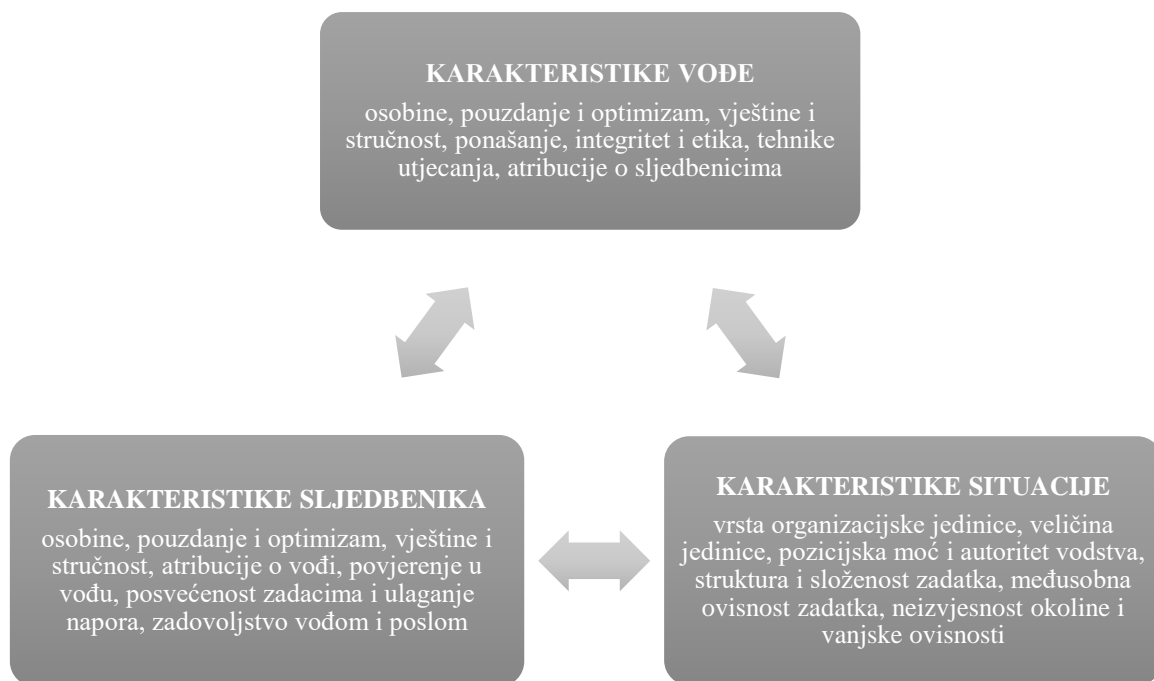 KARAKTERISTIKE VOĐE
osobine, pouzdanje i optimizam, vještine i
stručnost, ponašanje, integritet i etika, tehnike
utjecanja, atribucije o sljedbenicima
KARAKTERISTIKE SLJEDBENIKA
osobine, pouzdanje i optimizam, vještine i
stručnost, atribucije o vođi, povjerenje u
vođu, posvećenost zadacima i ulaganje
napora, zadovoljstvo vođom i poslom
KARAKTERISTIKE SITUACIJE
vrsta organizacijske jedinice, veličina
jedinice, pozicijska moć i autoritet vodstva,
struktura i složenost zadatka, međusobna
ovisnost zadatka, neizvjesnost okoline i
vanjske ovisnosti